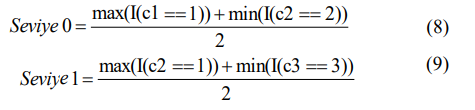 Seviye 0 = (max(I(c1 == 1)) + min(I(c2 == 2))) / 2 (8)
Seviye 1 = (max(I(c2 == 1)) + min(I(c3 == 3))) / 2 (9)